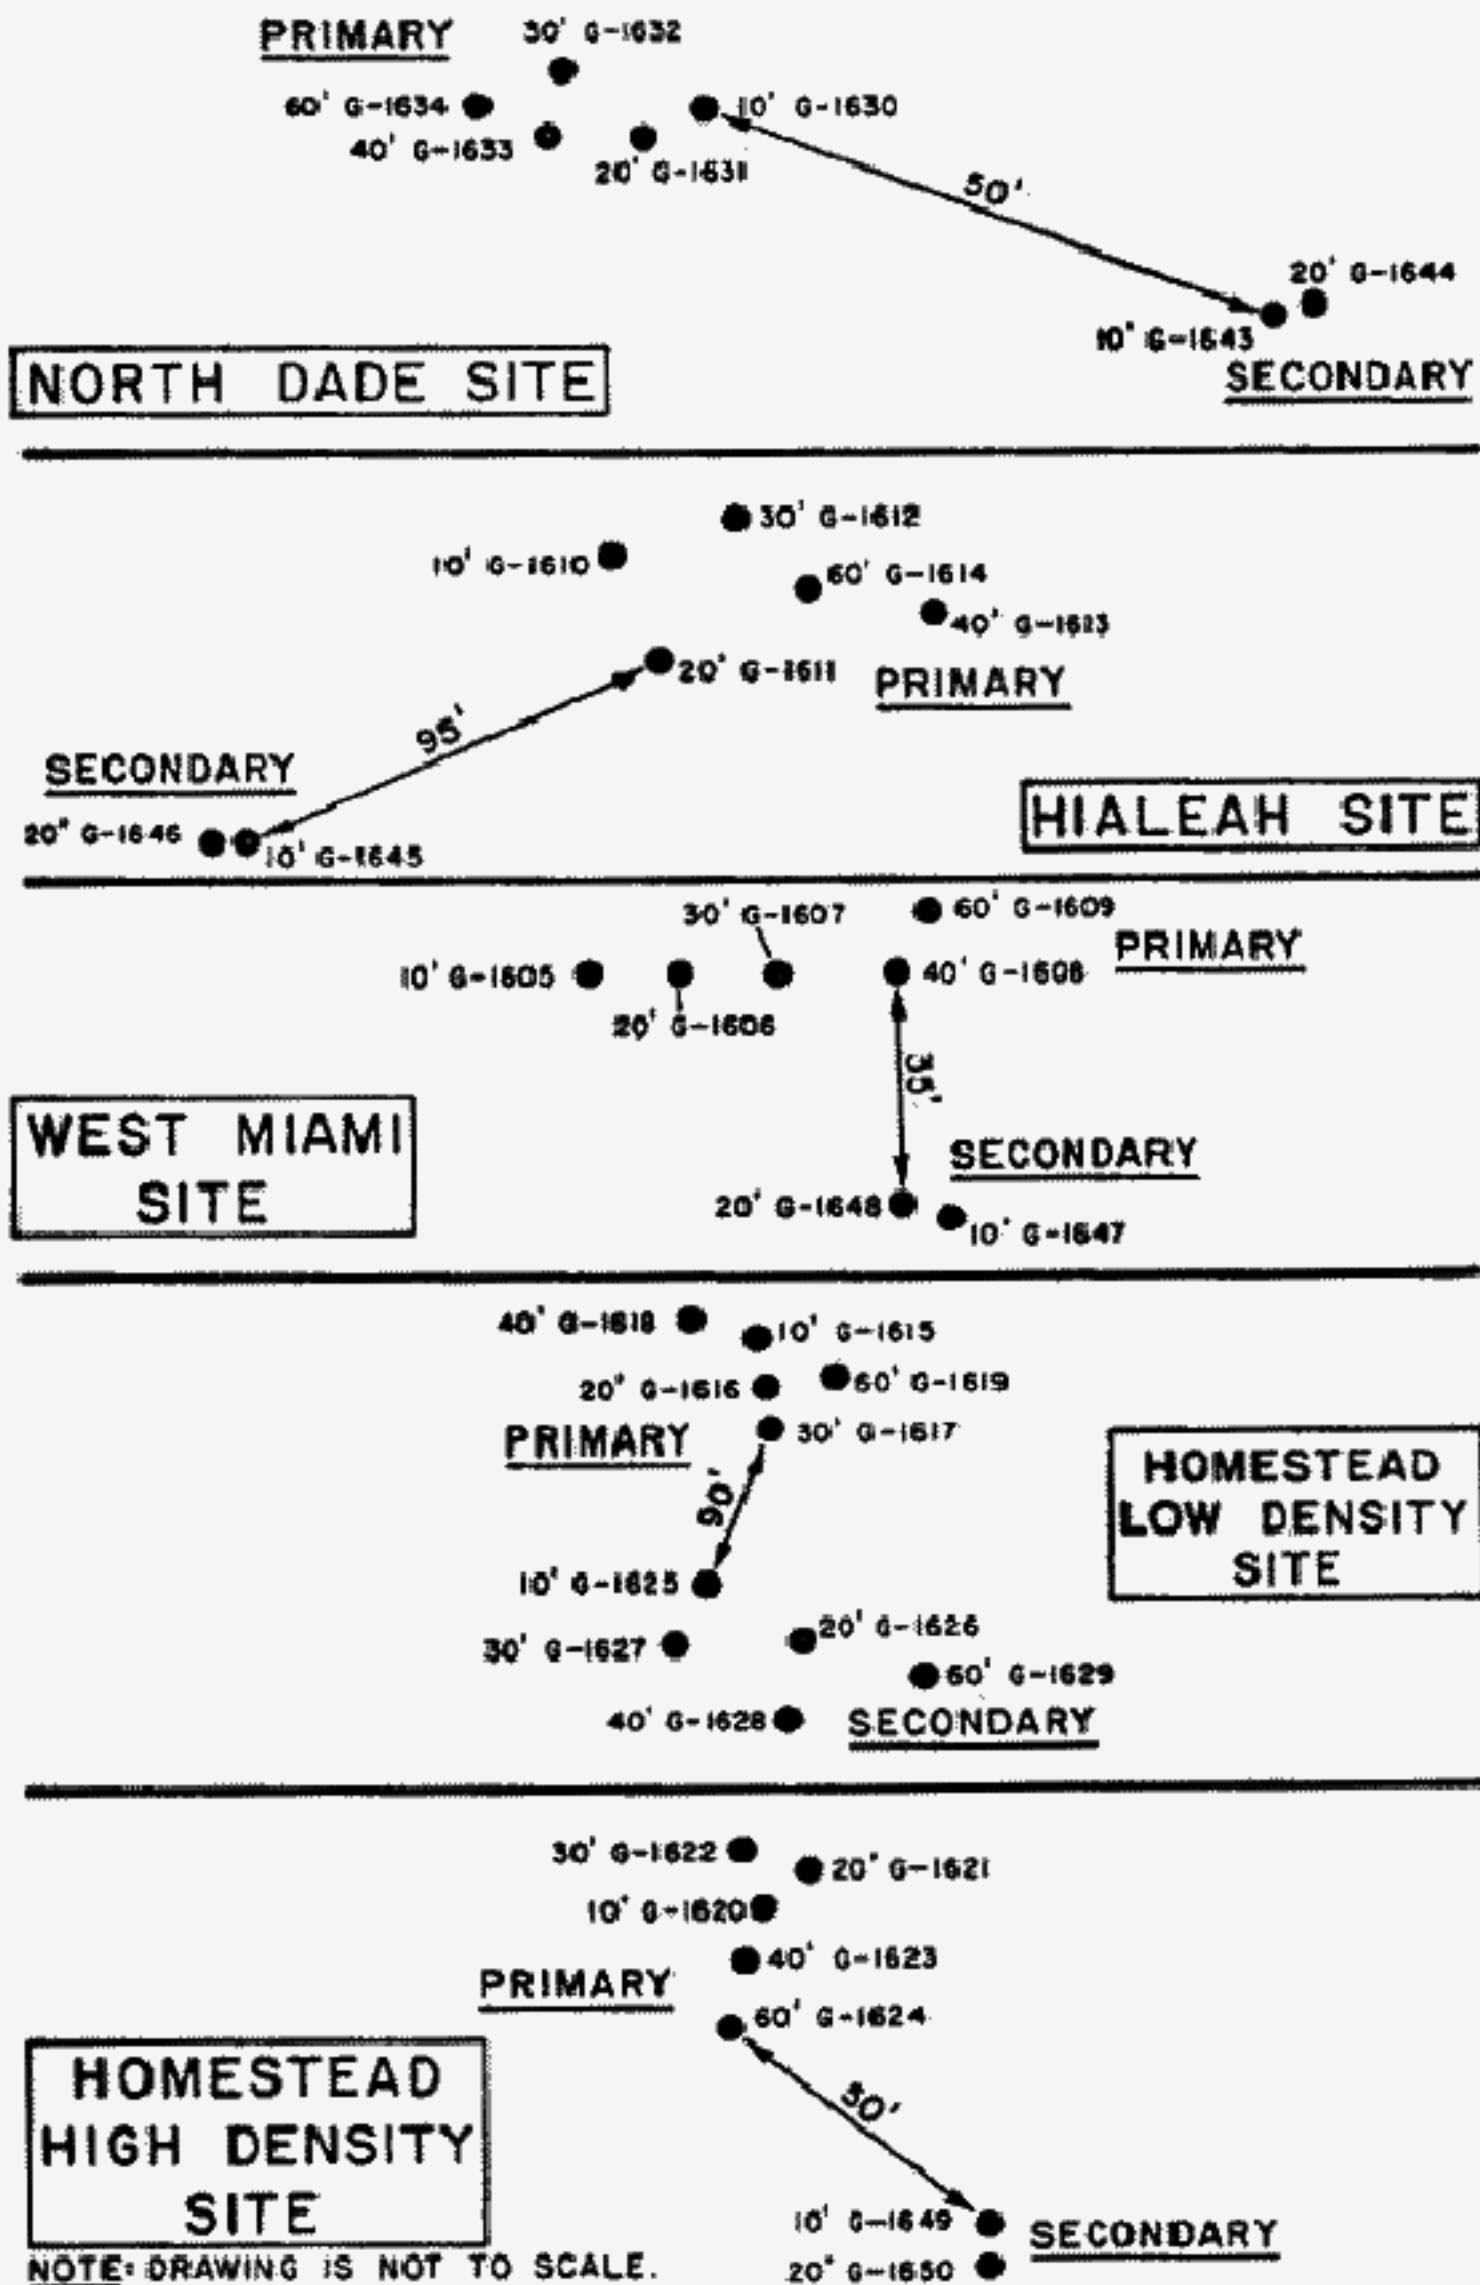 PRIMARY
30' G-1632
60' G-1634
10' G-1630
40' G-1633
20' G-1631
50'
20' G-1644
10' G-1643
SECONDARY
NORTH DADE SITE
30' G-1612
10' G-1610
60' G-1614
40' G-1613
20' G-1611
PRIMARY
95'
SECONDARY
20' G-1646
10' G-1645
HIALEAH SITE
30' G-1607
60' G-1609
PRIMARY
10' G-1605
40' G-1608
20' G-1606
35'
WEST MIAMI
SITE
SECONDARY
20' G-1648
10' G-1647
40' G-1618
10' G-1615
20' G-1616
60' G-1619
30' G-1617
PRIMARY
90'
HOMESTEAD
LOW DENSITY
SITE
10' G-1625
30' G-1627
20' G-1626
60' G-1629
40' G-1628
SECONDARY
30' G-1622
20' G-1621
10' G-1620
40' G-1623
PRIMARY
60' G-1624
50'
HOMESTEAD
HIGH DENSITY
SITE
10' G-1649
SECONDARY
20' G-1650
NOTE: DRAWING IS NOT TO SCALE.